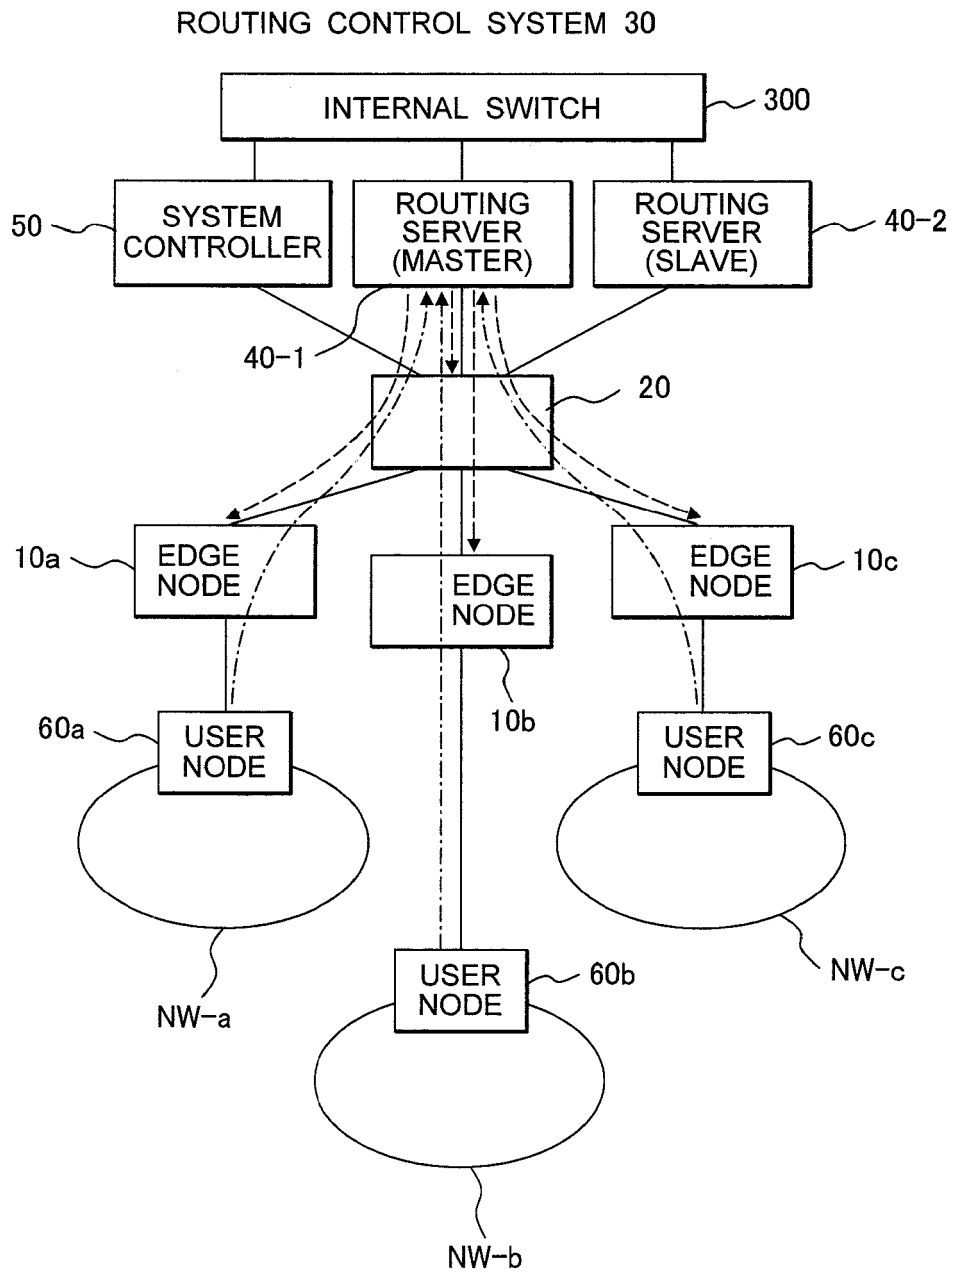 ROUTING CONTROL SYSTEM 30
INTERNAL SWITCH
300
50
SYSTEM
CONTROLLER
ROUTING
SERVER
(MASTER)
ROUTING
SERVER
(SLAVE)
40-2
40-1
20
10a
EDGE
NODE
EDGE
NODE
10b
EDGE
NODE
10c
60a
USER
NODE
USER
NODE
60c
NW-a
USER
NODE
60b
NW-c
NW-b